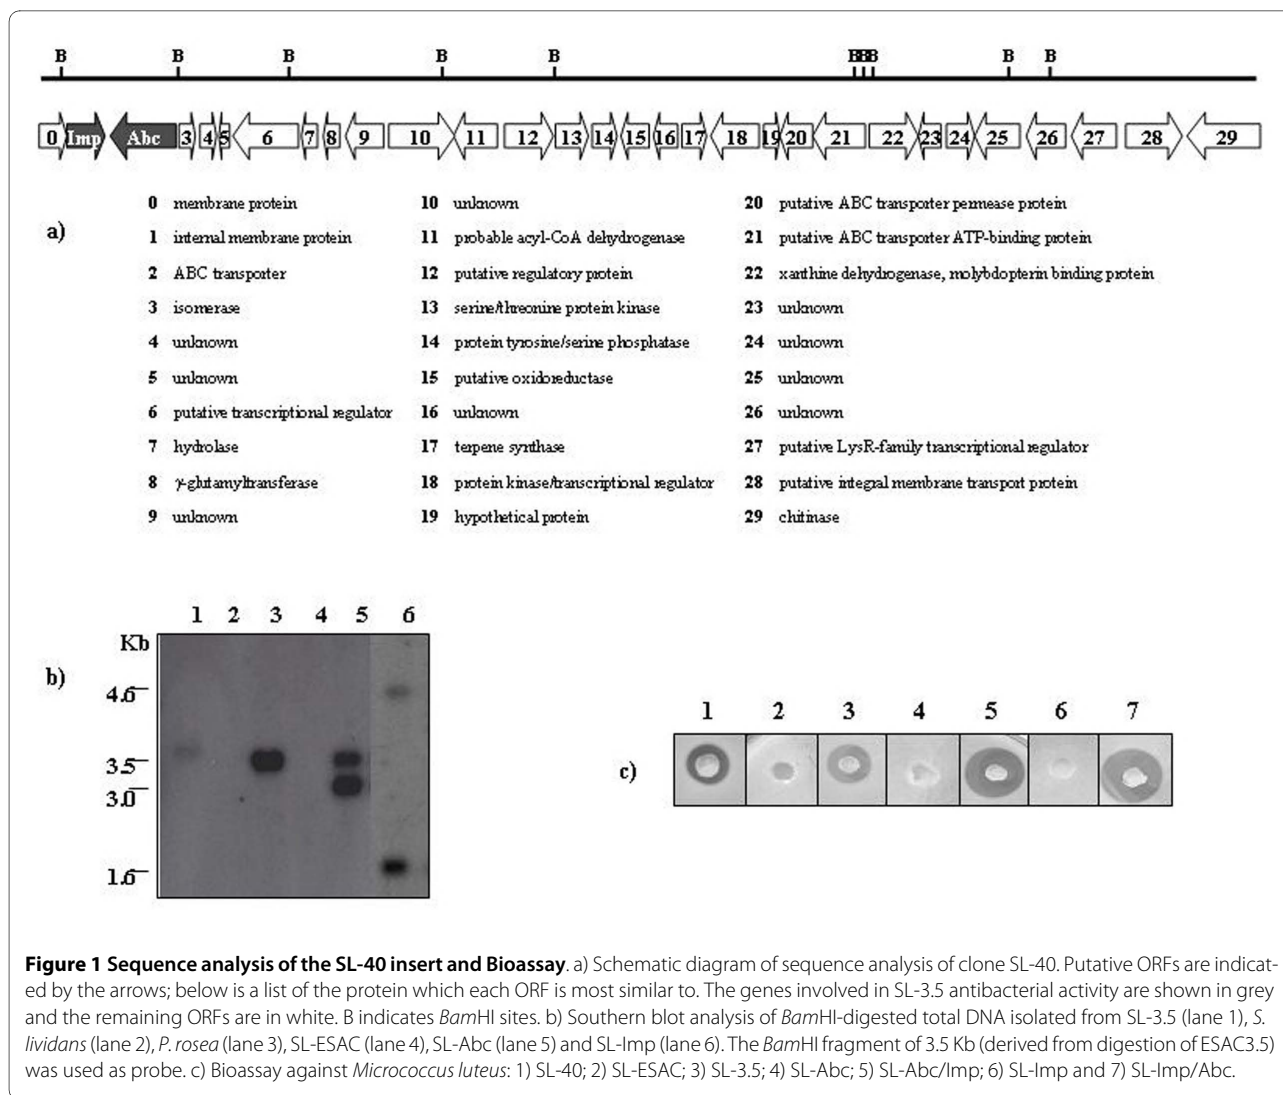 B B B B B B B B B B
0 Imp Abc 3 4 5 6 7 8 9 10 11 12 13 14 15 16 17 18 19 20 21 22 23 24 25 26 27 28 29
a)
0 membrane protein
1 internal membrane protein
2 ABC transporter
3 isomerase
4 unknown
5 unknown
6 putative transcriptional regulator
7 hydrolase
8 γ-glutamyltransferase
9 unknown
10 unknown
11 probable acyl-CoA dehydrogenase
12 putative regulatory protein
13 serine/threonine protein kinase
14 protein tyrosine/serine phosphatase
15 putative oxidoreductase
16 unknown
17 terpene synthase
18 protein kinase/transcriptional regulator
19 hypothetical protein
20 putative ABC transporter permease protein
21 putative ABC transporter ATP-binding protein
22 xanthine dehydrogenase, molybdopterin binding protein
23 unknown
24 unknown
25 unknown
26 unknown
27 putative LysR-family transcriptional regulator
28 putative integral membrane transport protein
29 chitinase
b)
1 2 3 4 5 6
Kb
4.6
3.5
3.0
1.6
c)
1 2 3 4 5 6 7
Figure 1 Sequence analysis of the SL-40 insert and Bioassay. a) Schematic diagram of sequence analysis of clone SL-40. Putative ORFs are indicat-
ed by the arrows; below is a list of the protein which each ORF is most similar to. The genes involved in SL-3.5 antibacterial activity are shown in grey
and the remaining ORFs are in white. B indicates BamHI sites. b) Southern blot analysis of BamHI-digested total DNA isolated from SL-3.5 (lane 1), S.
lividans (lane 2), P. rosea (lane 3), SL-ESAC (lane 4), SL-Abc (lane 5) and SL-Imp (lane 6). The BamHI fragment of 3.5 Kb (derived from digestion of ESAC3.5)
was used as probe. c) Bioassay against Micrococcus luteus: 1) SL-40; 2) SL-ESAC; 3) SL-3.5; 4) SL-Abc; 5) SL-Abc/Imp; 6) SL-Imp and 7) SL-Imp/Abc.